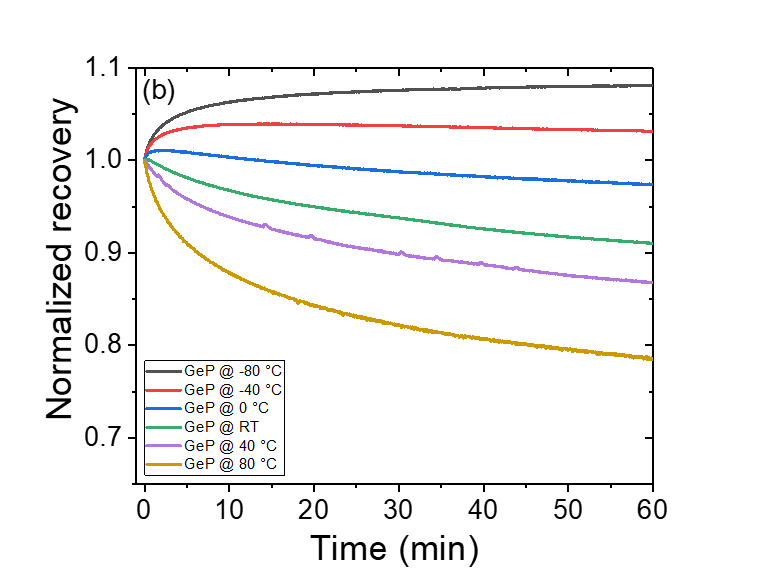 (b)
Normalized recovery
1.1
1.0
0.9
0.8
0.7
GeP @ -80 °C
GeP @ -40 °C
GeP @ 0 °C
GeP @ RT
GeP @ 40 °C
GeP @ 80 °C
0 10 20 30 40 50 60
Time (min)